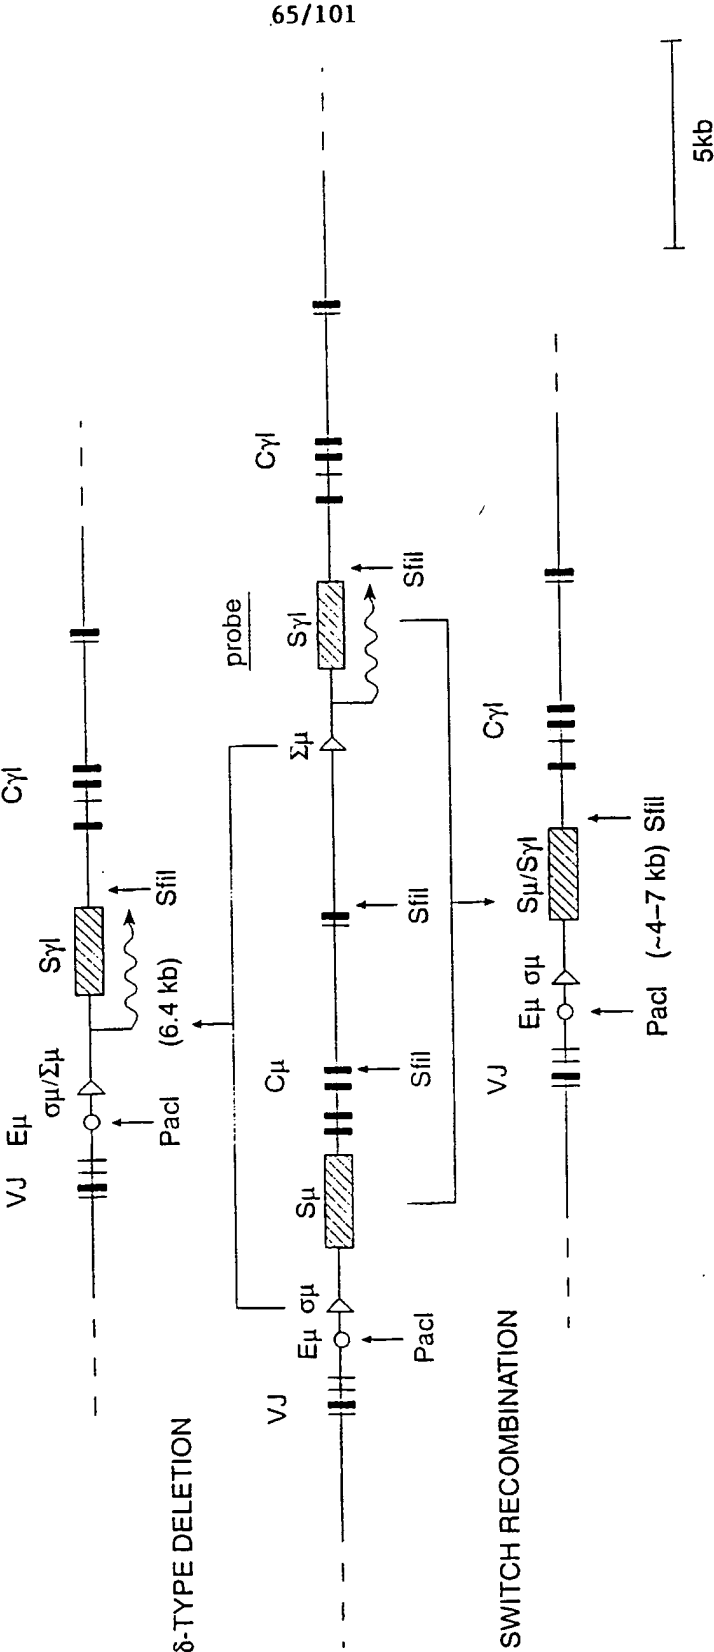 65/101
δ-TYPE DELETION
VJ Eμ σμ/Σμ Sγl Cγl
PacI (6.4 kb) SfiI
probe
VJ Eμ σμ Sμ Cμ Σμ Sγl Cγl
PacI SfiI SfiI SfiI
SWITCH RECOMBINATION
VJ Eμ σμ Sμ/Sγl Cγl
PacI (~4–7 kb) SfiI
5kb